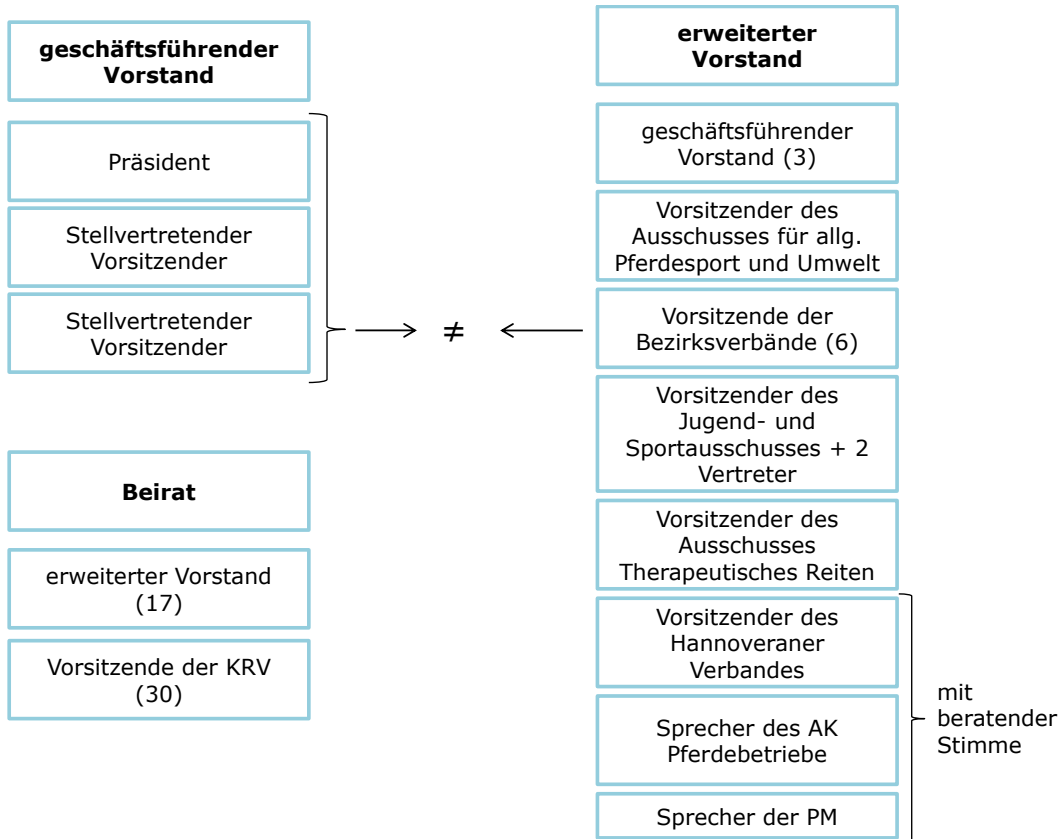 geschäftsführender
Vorstand
Präsident
Stellvertretender
Vorsitzender
Stellvertretender
Vorsitzender
≠
Beirat
erweiterter Vorstand
(17)
Vorsitzende der KRV
(30)
erweiterter
Vorstand
geschäftsführender
Vorstand (3)
Vorsitzender des
Ausschusses für allg.
Pferdesport und Umwelt
Vorsitzende der
Bezirksverbände (6)
Vorsitzender des
Jugend- und
Sportausschusses + 2
Vertreter
Vorsitzender des
Ausschusses
Therapeutisches Reiten
Vorsitzender des
Hannoveraner
Verbandes
Sprecher des AK
Pferdebetriebe
Sprecher der PM
mit
beratender
Stimme